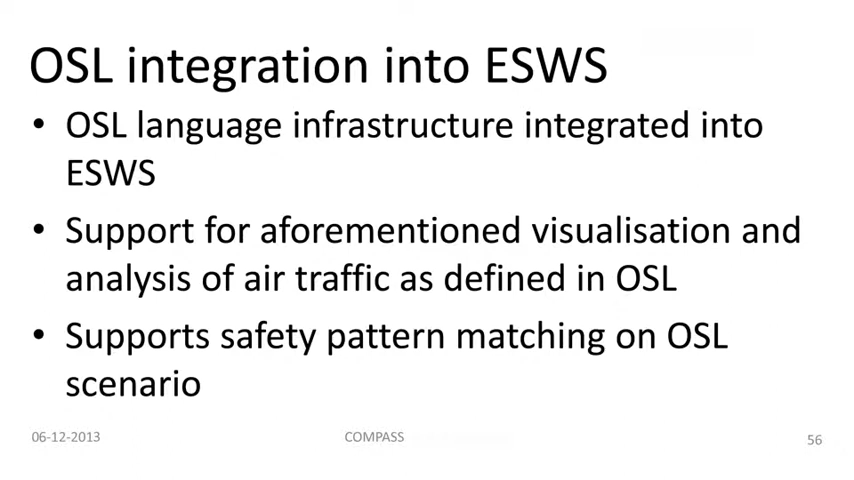 OSL integration into ESWS
• OSL language infrastructure integrated into
ESWS
• Support for aforementioned visualisation and
analysis of air traffic as defined in OSL
• Supports safety pattern matching on OSL
scenario
06-12-2013
COMPASS
56